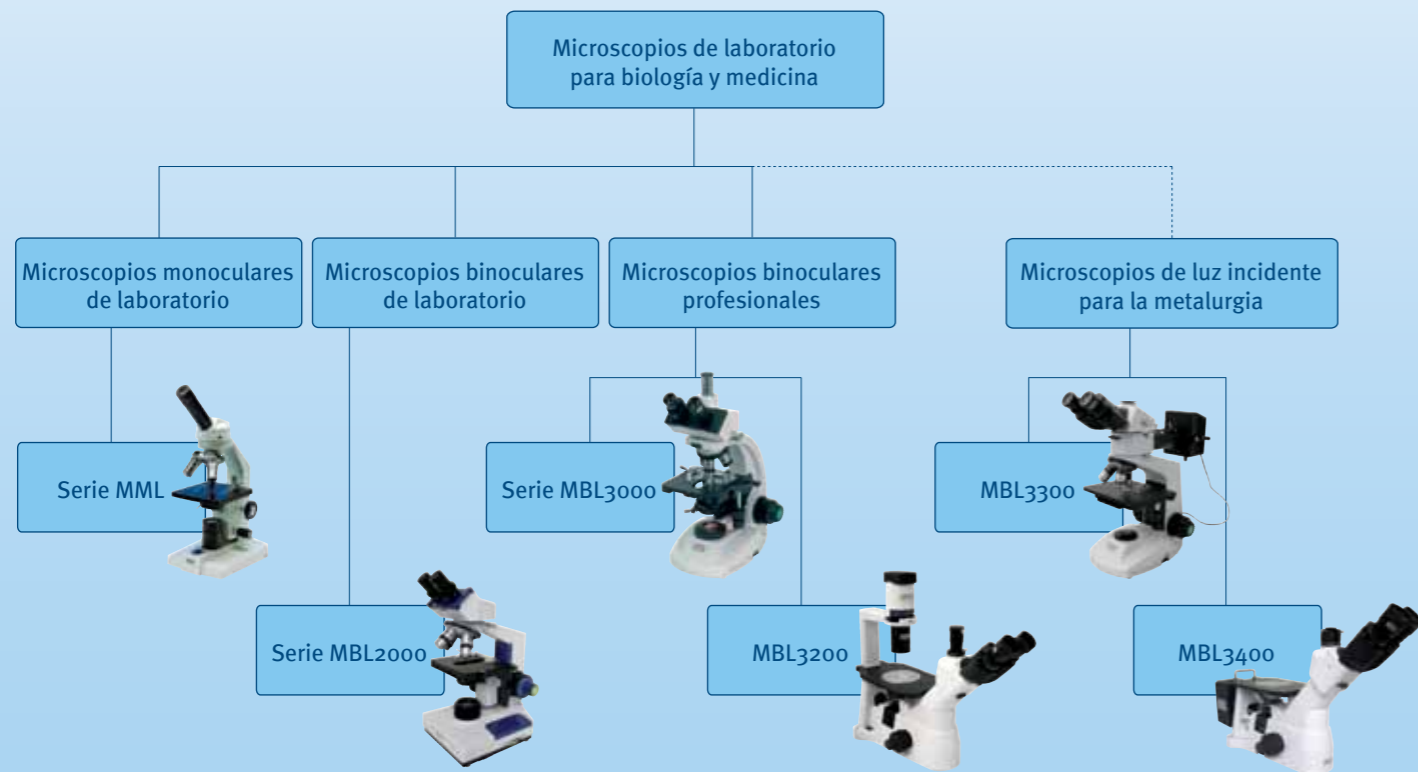 Microscopios de laboratorio
para biología y medicina
Microscopios monoculares
de laboratorio
Microscopios binoculares
de laboratorio
Microscopios binoculares
profesionales
Microscopios de luz incidente
para la metalurgia
Serie MML
Serie MBL3000
MBL3300
Serie MBL2000
MBL3200
MBL3400